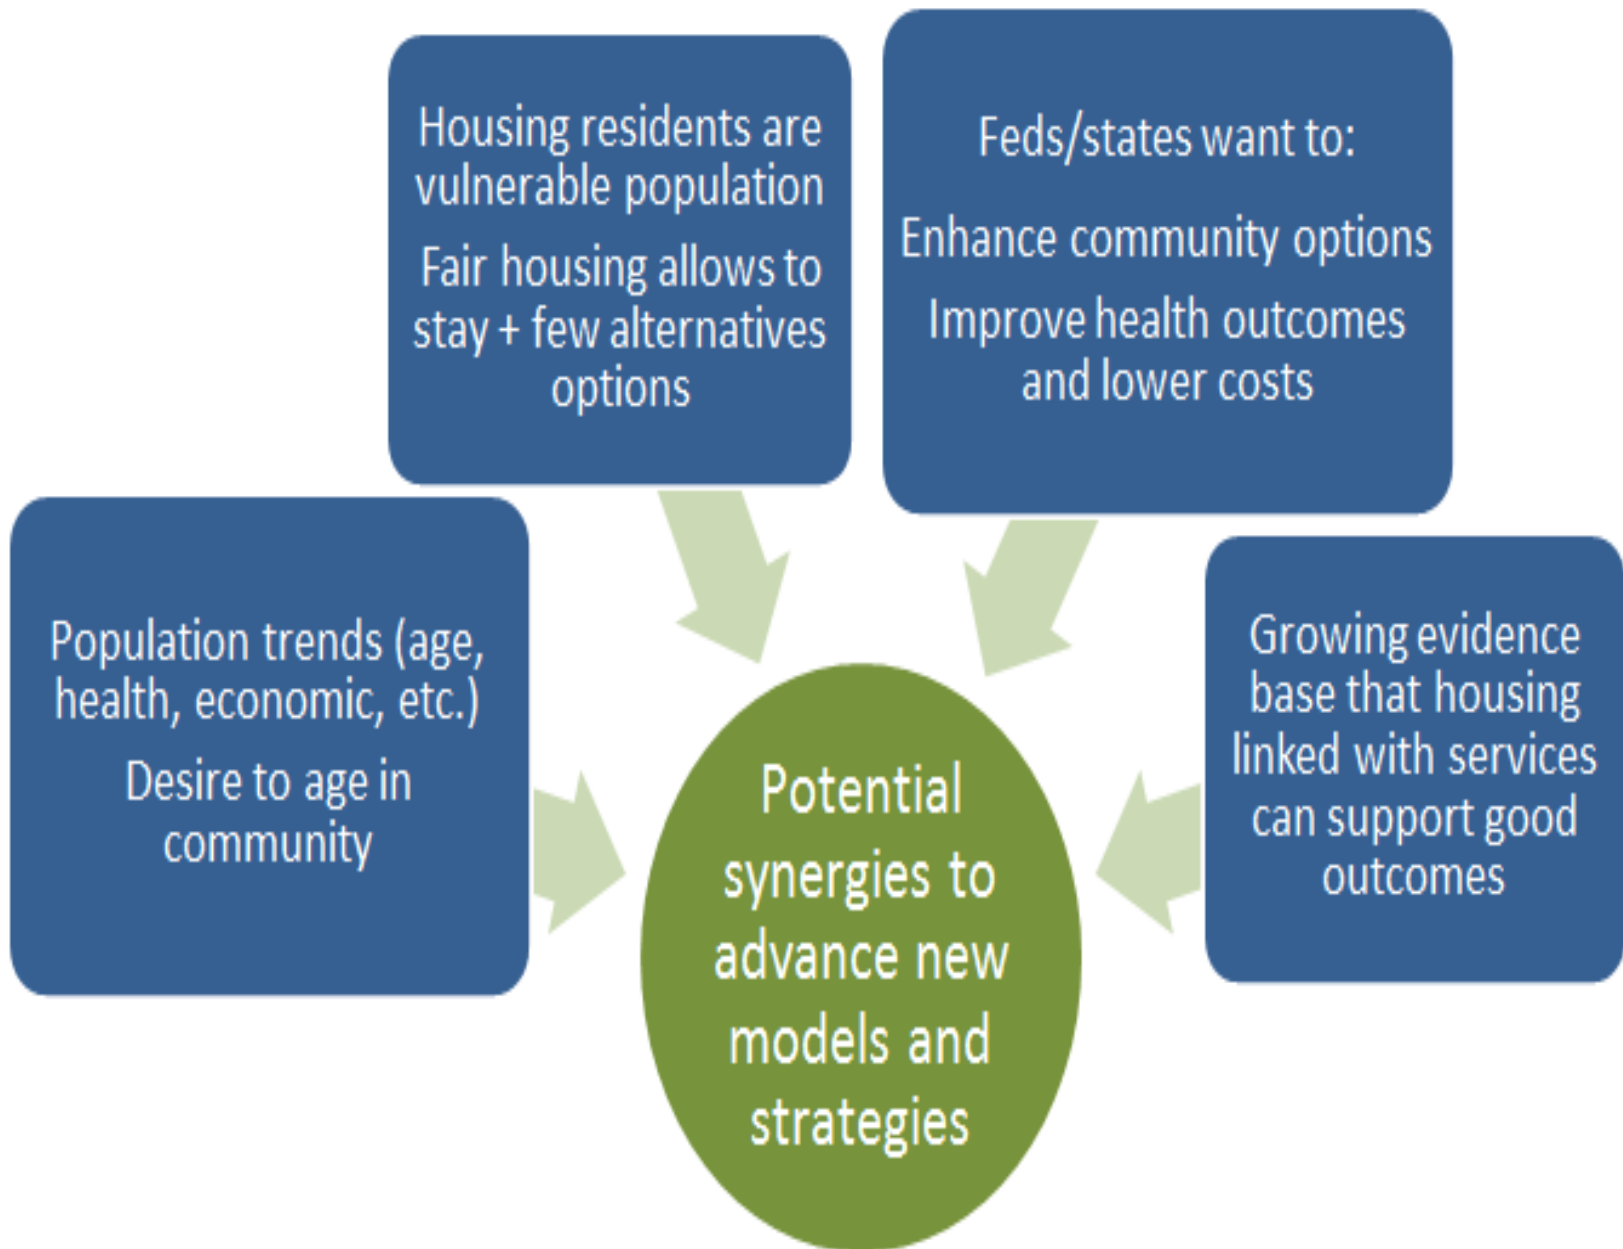 Housing residents are
vulnerable population
Fair housing allows to
stay + few alternatives
options
Feds/states want to:
Enhance community options
Improve health outcomes
and lower costs
Population trends (age,
health, economic, etc.)
Desire to age in
community
Growing evidence
base that housing
linked with services
can support good
outcomes
Potential
synergies to
advance new
models and
strategies